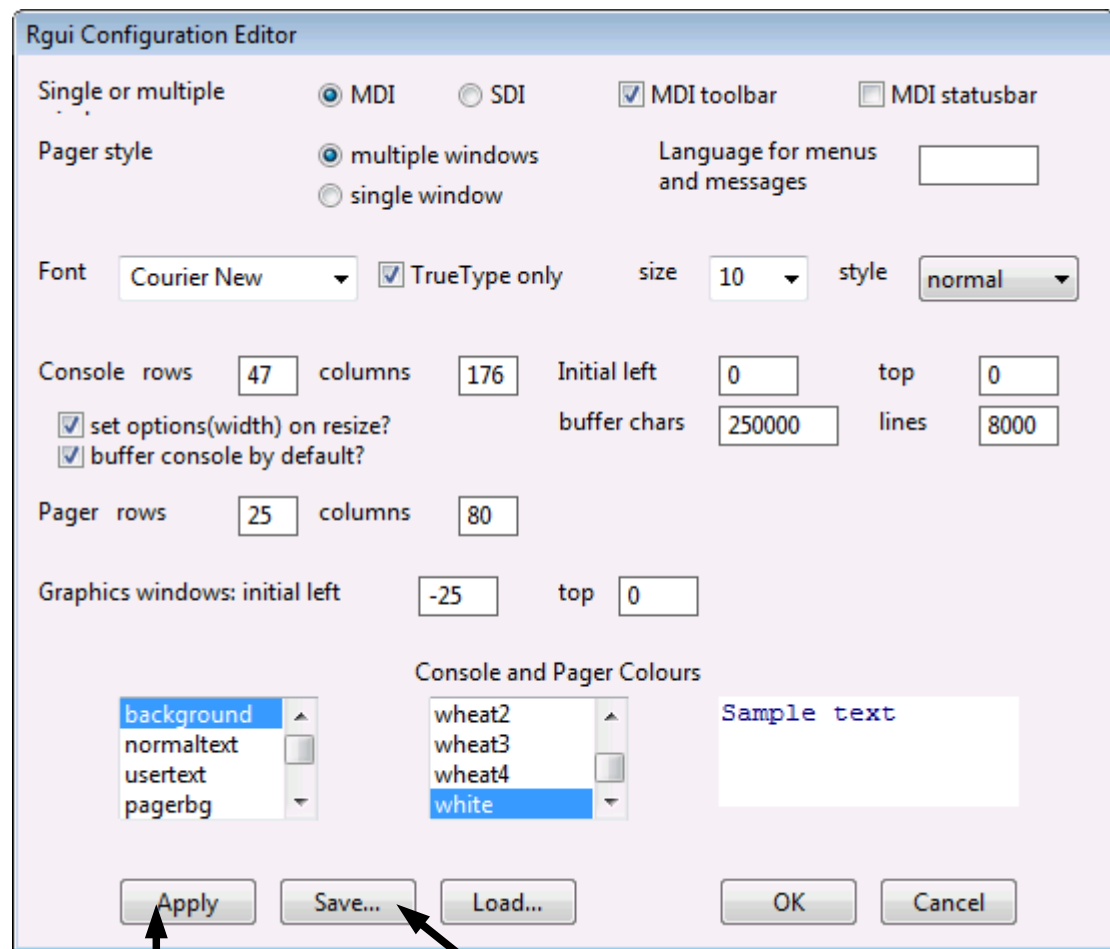 Rgui Configuration Editor
Single or multiple MDI SDI MDI toolbar MDI statusbar
Pager style multiple windows Language for menus
single window and messages
Font Courier New TrueType only size 10 style normal
Console rows 47 columns 176 Initial left 0 top 0
set options(width) on resize? buffer chars 250000 lines 8000
buffer console by default?
Pager rows 25 columns 80
Graphics windows: initial left -25 top 0
Console and Pager Colours
background wheat2 Sample text
normaltext wheat3
usertext wheat4
pagerbg white
Apply Save... Load... OK Cancel